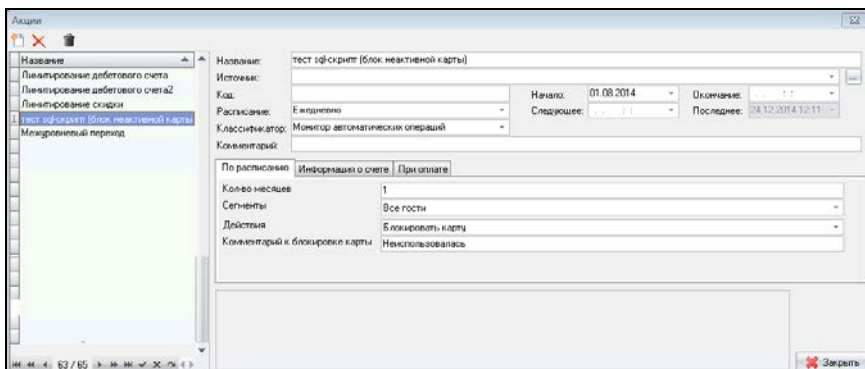 Акции
Название
Лимитирование дебетового счета
Лимитирование дебетового счета2
Лимитирование скидки
тест sql-скрипт (блок неактивной карты
Межуровневый переход
63 / 65
Название: тест sql-скрипт (блок неактивной карты)
Источник:
Код: Начало: 01.08.2014 Окончание: . . : :
Расписание: Ежедневно Следующее: . . : : Последнее: 24.12.2014 12:11:
Классификатор: Монитор автоматических операций
Комментарий:
По расписанию Информация о счете При оплате
Кол-во месяцев 1
Сегменты Все гости
Действия Блокировать карту
Комментарий к блокировке карты Неиспользовалась
Закрыть